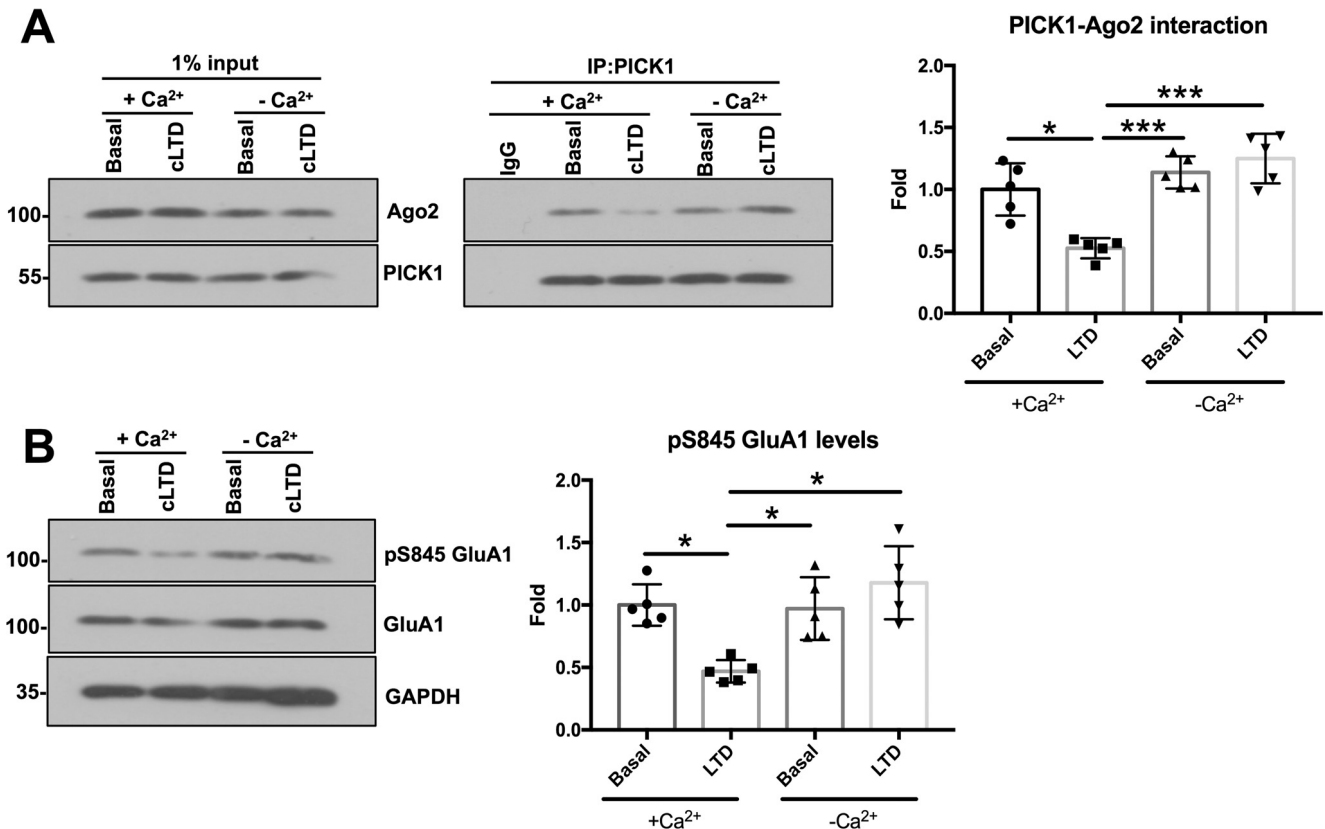 A
1% input
+ Ca²⁺ - Ca²⁺
Basal cLTD Basal cLTD
100- Ago2
55- PICK1
IP:PICK1
+ Ca²⁺ - Ca²⁺
IgG Basal cLTD Basal cLTD
PICK1-Ago2 interaction
2.0
1.5
1.0
0.5
0.0
Fold
* *** ***
Basal LTD Basal LTD
+Ca²⁺ -Ca²⁺
B
+ Ca²⁺ - Ca²⁺
Basal cLTD Basal cLTD
100- pS845 GluA1
100- GluA1
35- GAPDH
pS845 GluA1 levels
2.0
1.5
1.0
0.5
0.0
Fold
* * *
Basal LTD Basal LTD
+Ca²⁺ -Ca²⁺